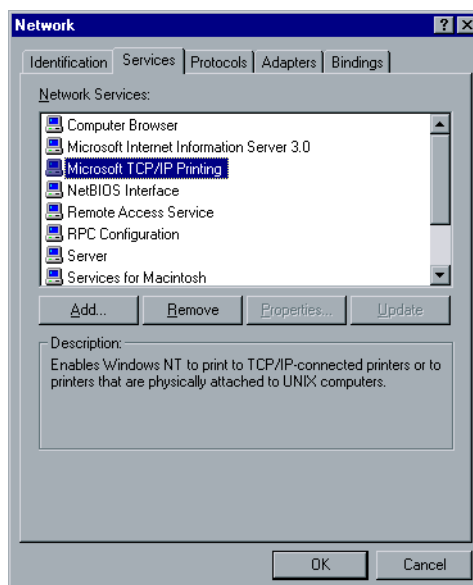 Network
Identification Services Protocols Adapters Bindings
Network Services:
Computer Browser
Microsoft Internet Information Server 3.0
Microsoft TCP/IP Printing
NetBIOS Interface
Remote Access Service
RPC Configuration
Server
Services for Macintosh
Add... Remove Properties... Update
Description:
Enables Windows NT to print to TCP/IP-connected printers or to
printers that are physically attached to UNIX computers.
OK Cancel